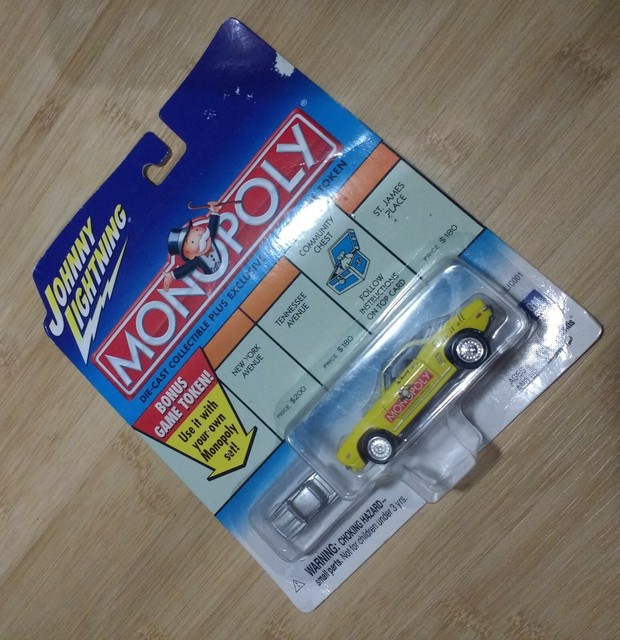 JOHNNY
LIGHTNING®
MONOPOLY®
DIE-CAST COLLECTIBLE PLUS EXCLUSIVE TOKEN
BONUS
GAME TOKEN!
Use it with
your own
Monopoly
set!
NEW YORK
AVENUE
PRICE $200
TENNESSEE
AVENUE
PRICE $180
COMMUNITY
CHEST
FOLLOW
INSTRUCTIONS
ON TOP CARD
ST. JAMES
PLACE
PRICE $180
MONOPOLY
WARNING: CHOKING HAZARD–
small parts. Not for children under 3 yrs.
AGES